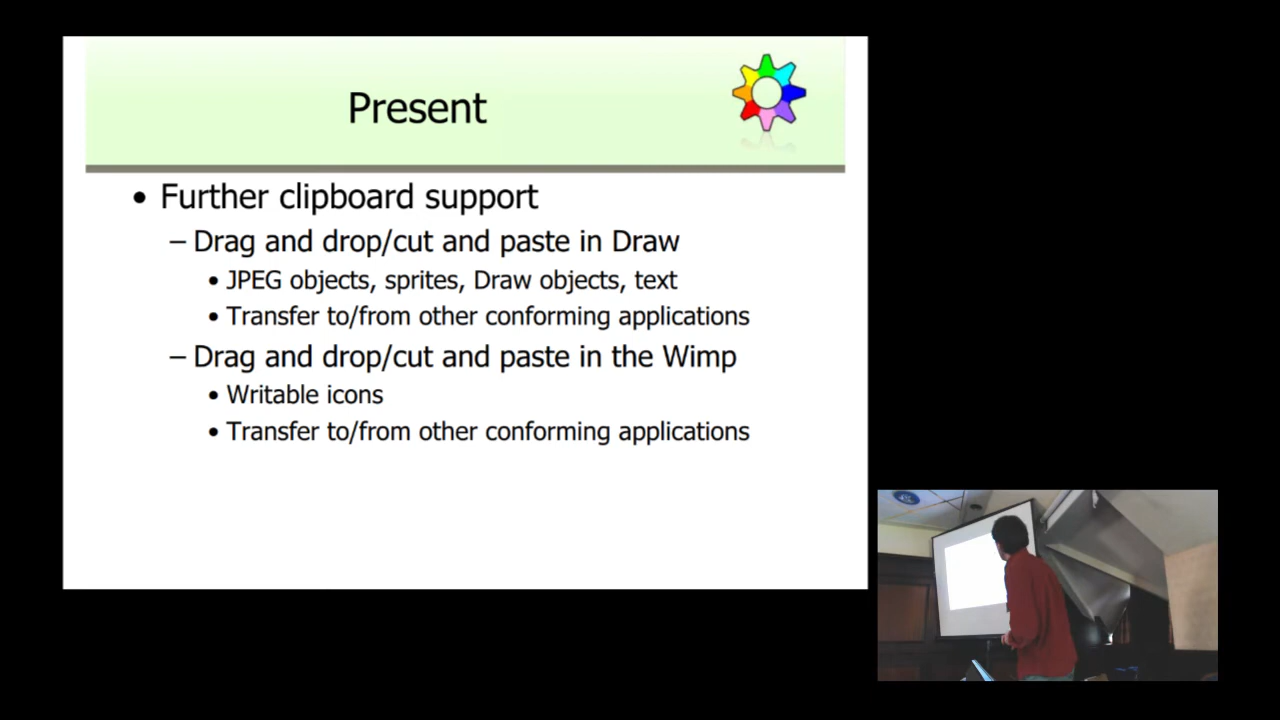 Present
• Further clipboard support
– Drag and drop/cut and paste in Draw
• JPEG objects, sprites, Draw objects, text
• Transfer to/from other conforming applications
– Drag and drop/cut and paste in the Wimp
• Writable icons
• Transfer to/from other conforming applications